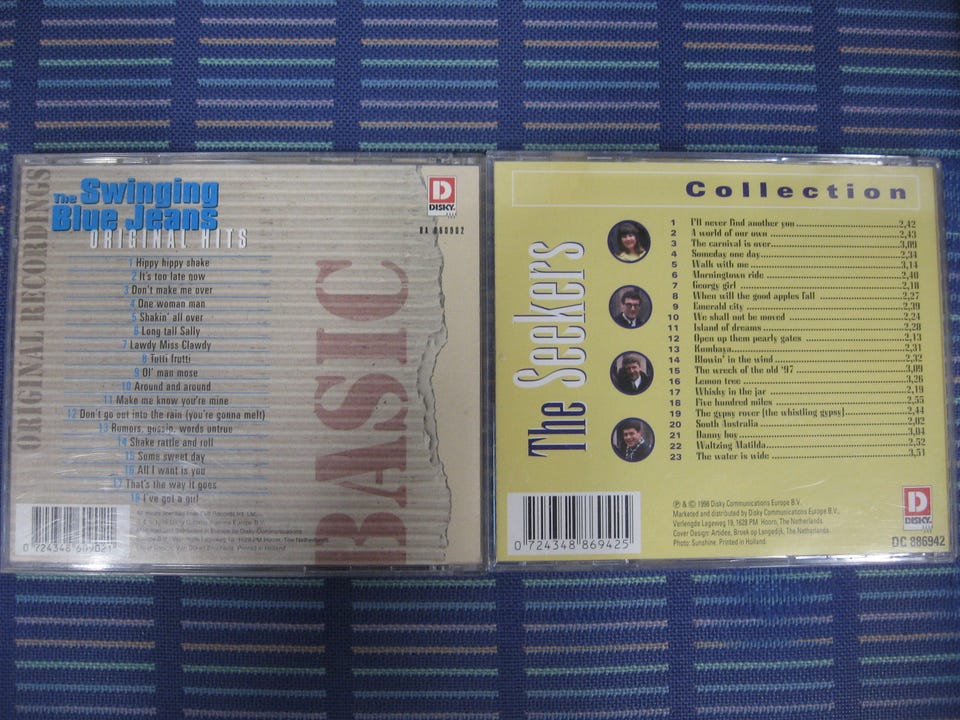 ORIGINAL RECORDINGS
The Swinging
Blue Jeans
ORIGINAL HITS
DISKY
BA 860902
BASIC
1 Hippy hippy shake
2 It's too late now
3 Don't make me over
4 One woman man
5 Shakin' all over
6 Long tall Sally
7 Lawdy Miss Clawdy
8 Tutti frutti
9 Ol' man mose
10 Around and around
11 Make me know you're mine
12 Don't go out into the rain (you're gonna melt)
13 Rumors, gossip, words untrue
14 Shake rattle and roll
15 Some sweet day
16 All I want is you
17 That's the way it goes
18 I've got a girl
Printed in Holland
Collection
The Seekers
1 I'll never find another you 2,42
2 A world of our own 2,43
3 The carnival is over 3,09
4 Someday one day 2,34
5 Walk with me 3,14
6 Morningtown ride 2,40
7 Georgy girl 2,18
8 When will the good apples fall 2,27
9 Emerald city 2,39
10 We shall not be moved 2,24
11 Island of dreams 2,28
12 Open up them pearly gates 2,13
13 Kumbaya 2,31
14 Blowin' in the wind 2,32
15 The wreck of the old '97 3,09
16 Lemon tree 3,26
17 Whisky in the jar 2,19
18 Five hundred miles 2,55
19 The gypsy rover [the whistling gypsy] 2,44
20 South Australia 2,02
21 Danny boy 3,04
22 Waltzing Matilda 2,52
23 The water is wide 3,51
0 724348 869425
℗ & © 1996 Disky Communications Europe B.V.
Marketed and distributed by Disky Communications Europe B.V.
Verlengde Lageweg 19, 1628 PM Hoorn, The Netherlands.
Cover Design: Artidee, Broek op Langedijk, The Netherlands.
Photo: Sunshine. Printed in Holland.
DISKY
DC 886942